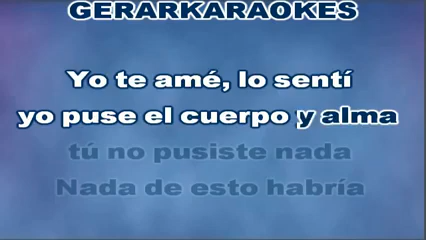 GERARKARAOKES
Yo te amé, lo sentí
yo puse el cuerpo y alma
tú no pusiste nada
Nada de esto habría